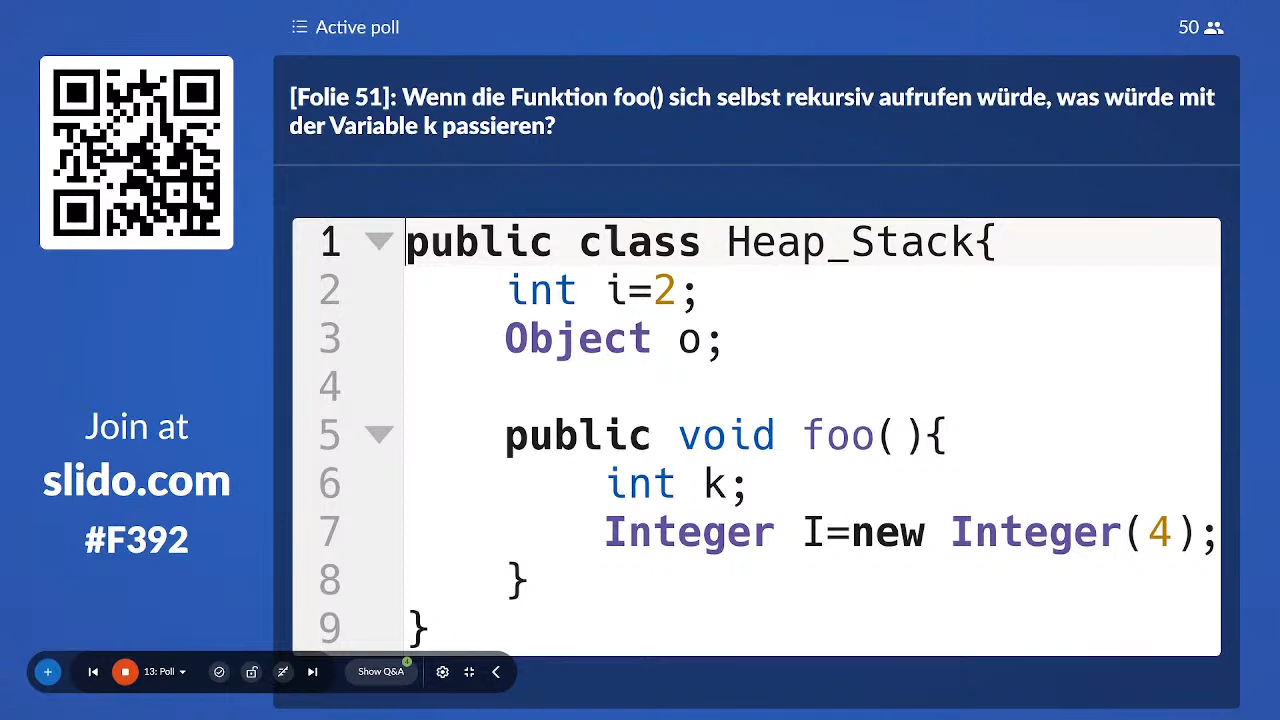 Active poll
50
[Folie 51]: Wenn die Funktion foo() sich selbst rekursiv aufrufen würde, was würde mit
der Variable k passieren?
1 public class Heap_Stack{
2 int i=2;
3 Object o;
4
5 public void foo(){
6 int k;
7 Integer I=new Integer(4);
8 }
9 }
Join at
slido.com
#F392
13: Poll
Show Q&A
4